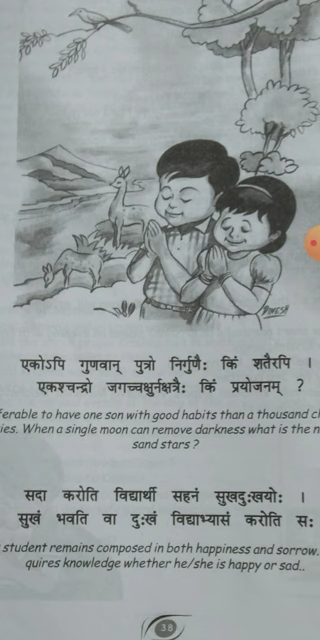 DINESH
एकोऽपि गुणवान् पुत्रो निर्गुणैः किं शतैरपि ।
एकश्चन्द्रो जगच्चक्षुर्नक्षत्रैः किं प्रयोजनम् ?
to have one son with good habits than a thousand
When a single moon can remove darkness what is the
sand stars ?
सदा करोति विद्यार्थी सहनं सुखदुःखयोः ।
सुखं भवति वा दुःखं विद्याभ्यासं करोति सः
student remains composed in both happiness and sorrow.
knowledge whether he/she is happy or sad..
38